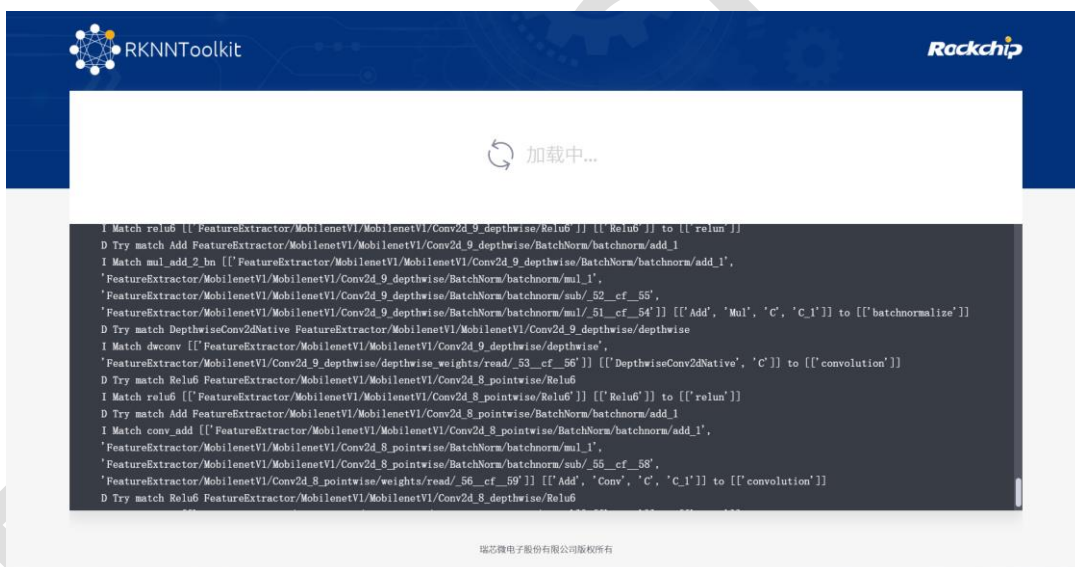 RKNNToolkit
Rockchip
加载中...
I Match relu6 [['FeatureExtractor/MobilenetV1/MobilenetV1/Conv2d_9_depthwise/Relu6']] [['Relu6']] to [['relun']]
D Try match Add FeatureExtractor/MobilenetV1/MobilenetV1/Conv2d_9_depthwise/BatchNorm/batchnorm/add_1
I Match mul_add_2_bn [['FeatureExtractor/MobilenetV1/MobilenetV1/Conv2d_9_depthwise/BatchNorm/batchnorm/add_1',
'FeatureExtractor/MobilenetV1/MobilenetV1/Conv2d_9_depthwise/BatchNorm/batchnorm/mul_1',
'FeatureExtractor/MobilenetV1/MobilenetV1/Conv2d_9_depthwise/BatchNorm/batchnorm/sub/_52__cf__55',
'FeatureExtractor/MobilenetV1/MobilenetV1/Conv2d_9_depthwise/BatchNorm/batchnorm/mul/_51__cf__54']] [['Add', 'Mul', 'C', 'C_1']] to [['batchnormalize']]
D Try match DepthwiseConv2dNative FeatureExtractor/MobilenetV1/MobilenetV1/Conv2d_9_depthwise/depthwise
I Match dwconv [['FeatureExtractor/MobilenetV1/MobilenetV1/Conv2d_9_depthwise/depthwise',
'FeatureExtractor/MobilenetV1/Conv2d_9_depthwise/depthwise_weights/read/_53__cf__56']] [['DepthwiseConv2dNative', 'C']] to [['convolution']]
D Try match Relu6 FeatureExtractor/MobilenetV1/MobilenetV1/Conv2d_8_pointwise/Relu6
I Match relu6 [['FeatureExtractor/MobilenetV1/MobilenetV1/Conv2d_8_pointwise/Relu6']] [['Relu6']] to [['relun']]
D Try match Add FeatureExtractor/MobilenetV1/MobilenetV1/Conv2d_8_pointwise/BatchNorm/batchnorm/add_1
I Match conv_add [['FeatureExtractor/MobilenetV1/MobilenetV1/Conv2d_8_pointwise/BatchNorm/batchnorm/add_1',
'FeatureExtractor/MobilenetV1/MobilenetV1/Conv2d_8_pointwise/BatchNorm/batchnorm/mul_1',
'FeatureExtractor/MobilenetV1/MobilenetV1/Conv2d_8_pointwise/BatchNorm/batchnorm/sub/_55__cf__58',
'FeatureExtractor/MobilenetV1/Conv2d_8_pointwise/weights/read/_56__cf__59']] [['Add', 'Conv', 'C', 'C_1']] to [['convolution']]
D Try match Relu6 FeatureExtractor/MobilenetV1/MobilenetV1/Conv2d_8_depthwise/Relu6
瑞芯微电子股份有限公司版权所有